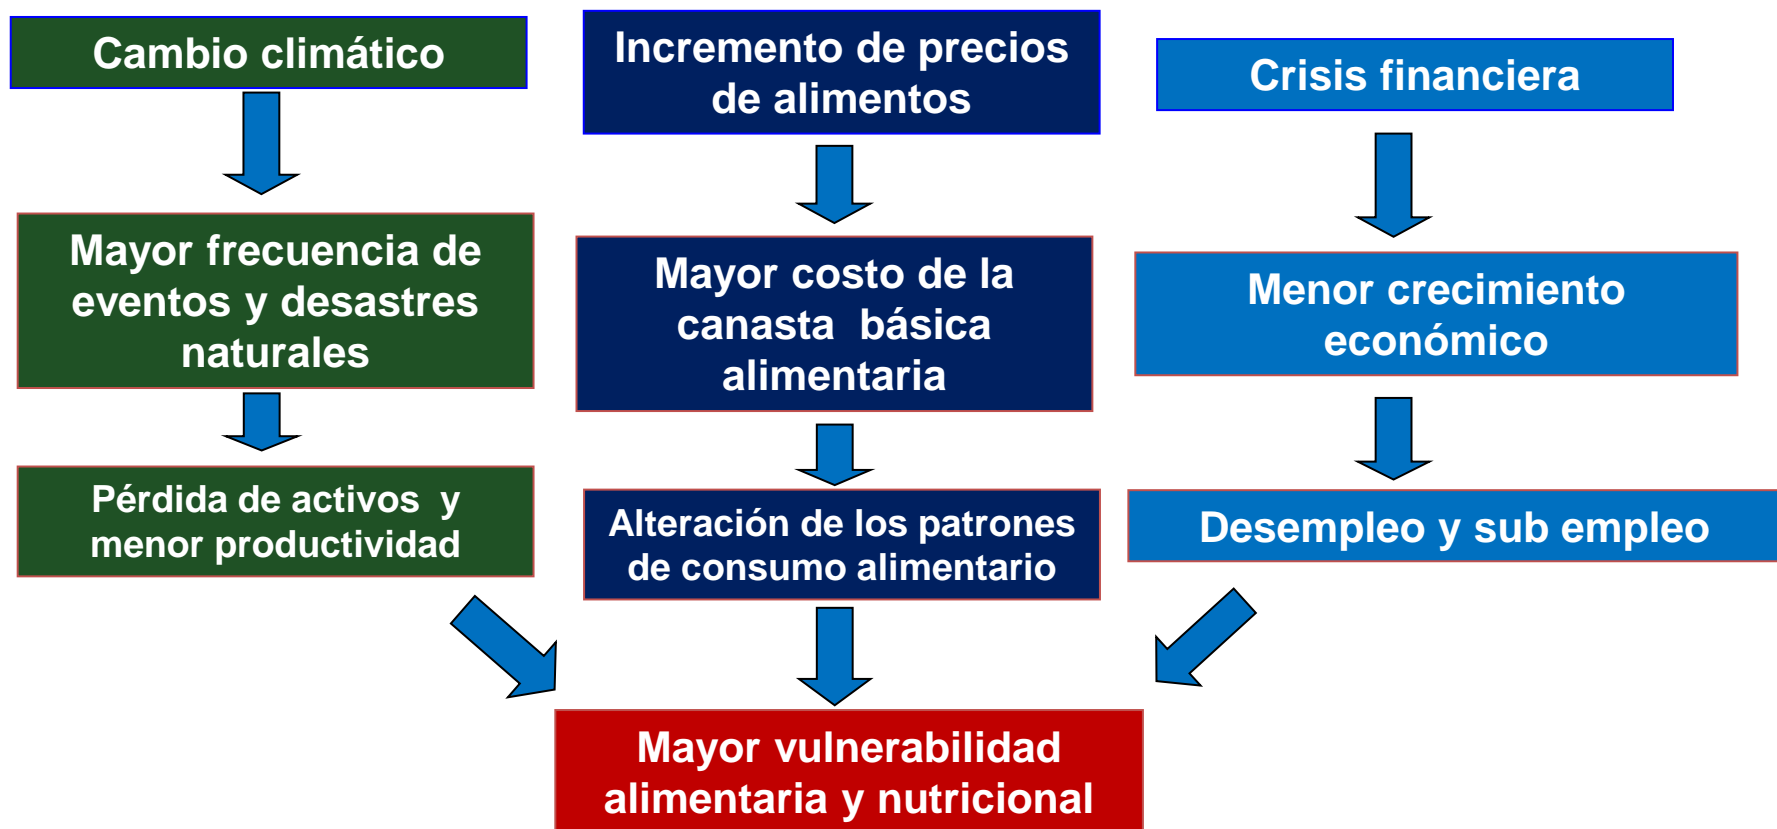 Cambio climático
Mayor frecuencia de
eventos y desastres
naturales
Pérdida de activos  y
menor productividad
Incremento de precios
de alimentos
Mayor costo de la
canasta  básica
alimentaria
Alteración de los patrones
de consumo alimentario
Crisis financiera
Menor crecimiento
económico
Desempleo y sub empleo
Mayor vulnerabilidad
alimentaria y nutricional